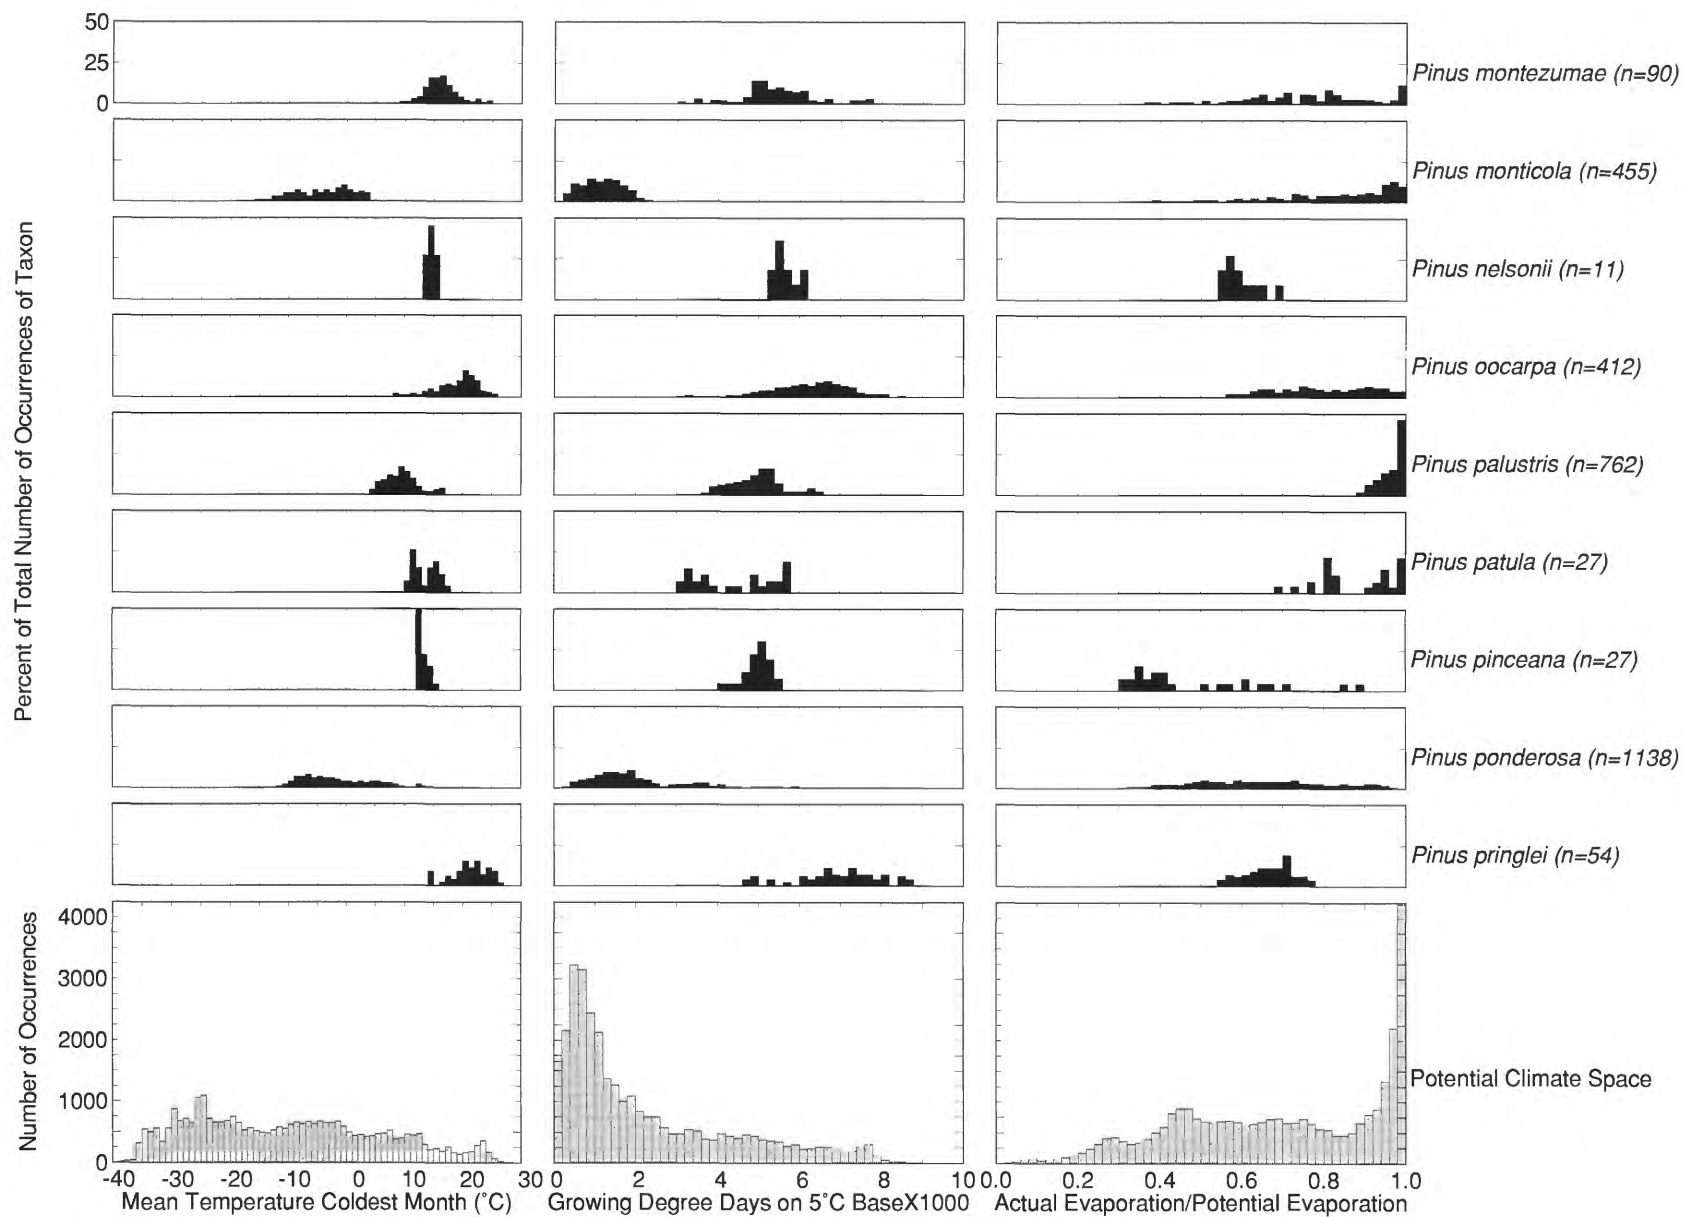 Percent of Total Number of Occurrences of Taxon
50
25
0
Pinus montezumae (n=90)
Pinus monticola (n=455)
Pinus nelsonii (n=11)
Pinus oocarpa (n=412)
Pinus palustris (n=762)
Pinus patula (n=27)
Pinus pinceana (n=27)
Pinus ponderosa (n=1138)
Pinus pringlei (n=54)
Number of Occurrences
4000
3000
2000
1000
0
Potential Climate Space
-40 -30 -20 -10 0 10 20 30
0 2 4 6 8 10
0.0 0.2 0.4 0.6 0.8 1.0
Mean Temperature Coldest Month (°C)
Growing Degree Days on 5°C BaseX1000
Actual Evaporation/Potential Evaporation